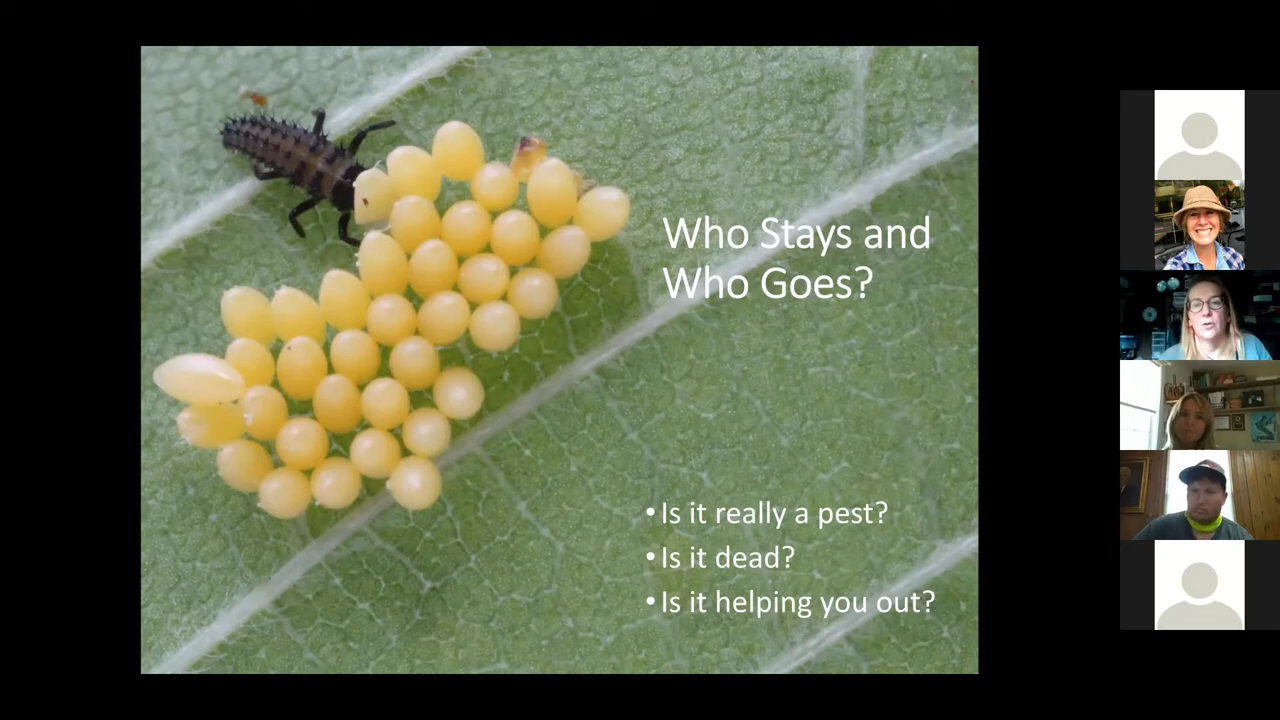 Who Stays and
Who Goes?
• Is it really a pest?
• Is it dead?
• Is it helping you out?